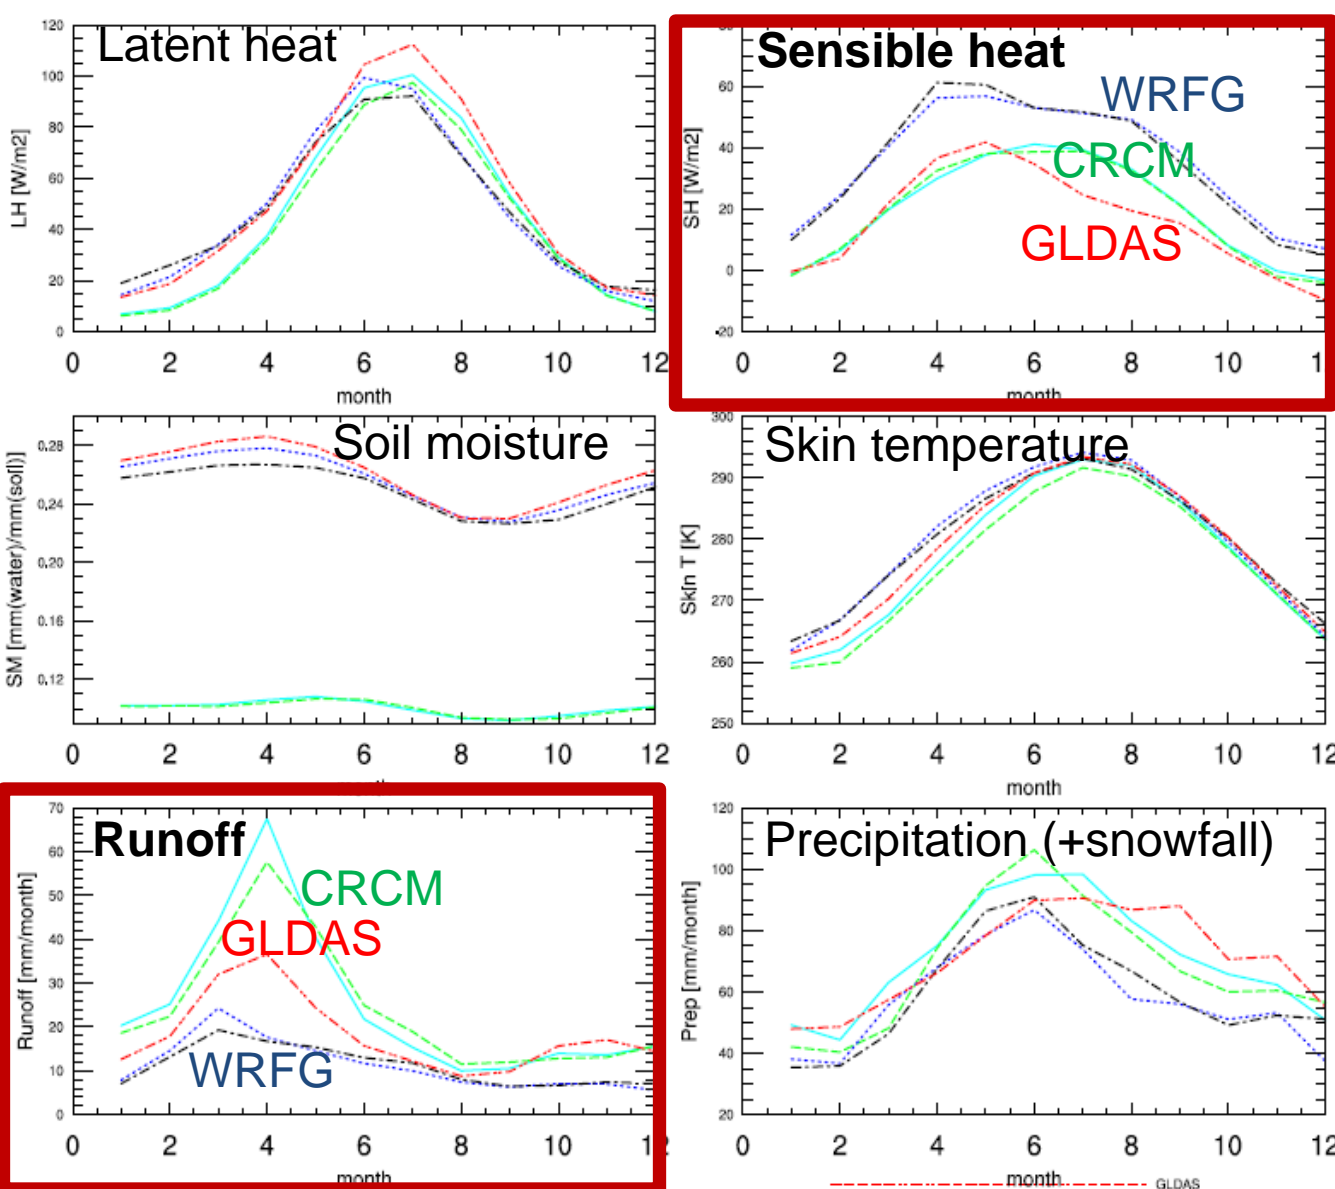 Latent heat
120
100
80
60
40
20
0
LH [W/m2]
0 2 4 6 8 10 12
month
Sensible heat
WRFG
CRCM
GLDAS
60
40
20
0
-20
SH [W/m2]
0 2 4 6 8 10 1
month
Soil moisture
0.28
0.24
0.20
0.16
0.12
SM [mm(water)/mm(soil)]
0 2 4 6 8 10 12
Skin temperature
300
290
280
270
260
250
Skin T [K]
0 2 4 6 8 10 12
month
Runoff
CRCM
GLDAS
WRFG
70
60
50
40
30
20
10
0
Runoff [mm/month]
0 2 4 6 8 10 12
month
Precipitation (+snowfall)
120
100
80
60
40
20
Prep [mm/month]
0 2 4 6 8 10 12
month
GLDAS